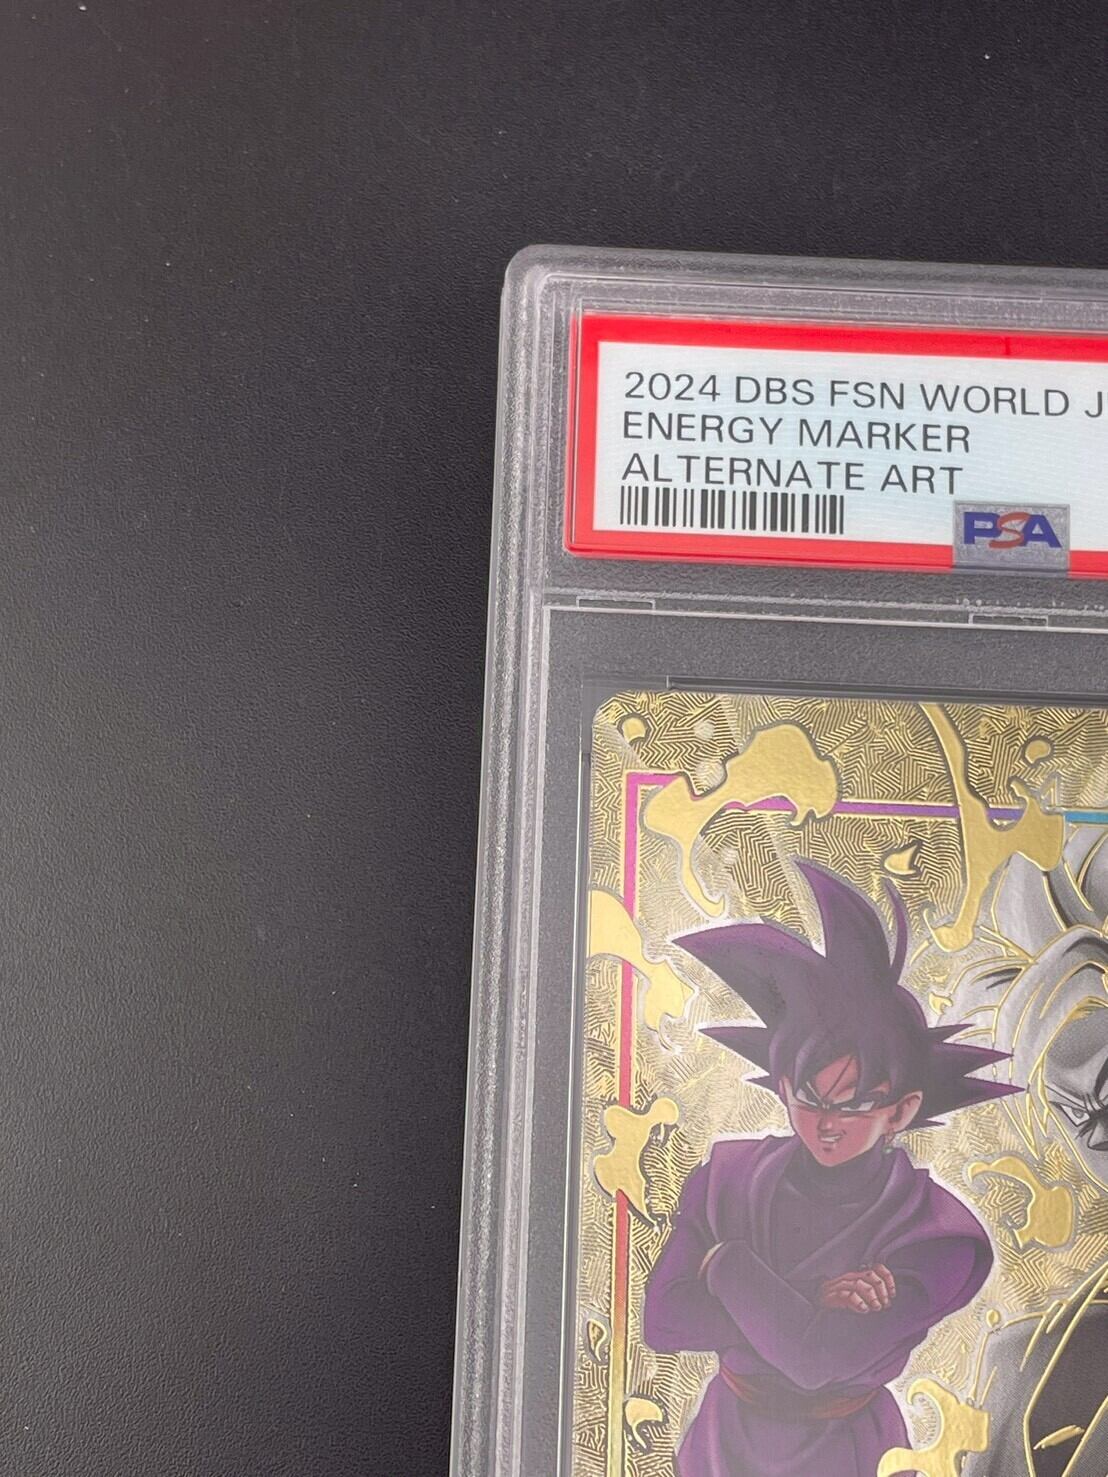 2024 DBS FSN WORLD J
ENERGY MARKER
ALTERNATE ART
PSA